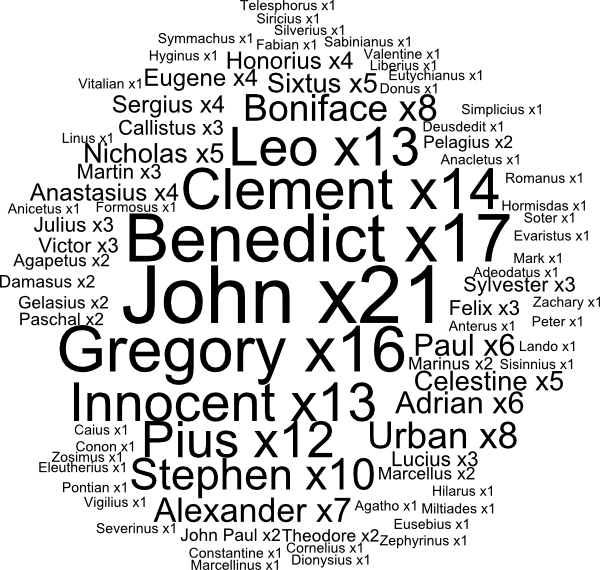 Telesphorus x1
Siricius x1
Silverius x1
Symmachus x1
Fabian x1
Sabinianus x1
Hyginus x1
Honorius x4
Valentine x1
Liberius x1
Vitalian x1
Eugene x4
Sixtus x5
Eutychianus x1
Donus x1
Sergius x4
Boniface x8
Simplicius x1
Callistus x3
Deusdedit x1
Linus x1
Nicholas x5
Leo x13
Pelagius x2
Anacletus x1
Martin x3
Romanus x1
Anastasius x4
Clement x14
Anicetus x1
Formosus x1
Hormisdas x1
Julius x3
Soter x1
Victor x3
Benedict x17
Evaristus x1
Agapetus x2
Mark x1
Adeodatus x1
Damasus x2
Sylvester x3
Gelasius x2
John x21
Felix x3
Zachary x1
Paschal x2
Anterus x1
Peter x1
Gregory x16
Paul x6
Lando x1
Marinus x2
Sisinnius x1
Celestine x5
Innocent x13
Adrian x6
Caius x1
Pius x12
Urban x8
Conon x1
Zosimus x1
Lucius x3
Eleutherius x1
Stephen x10
Marcellus x2
Pontian x1
Hilarus x1
Vigilius x1
Alexander x7
Agatho x1
Miltiades x1
Severinus x1
Eusebius x1
John Paul x2
Theodore x2
Zephyrinus x1
Constantine x1
Cornelius x1
Marcellinus x1
Dionysius x1